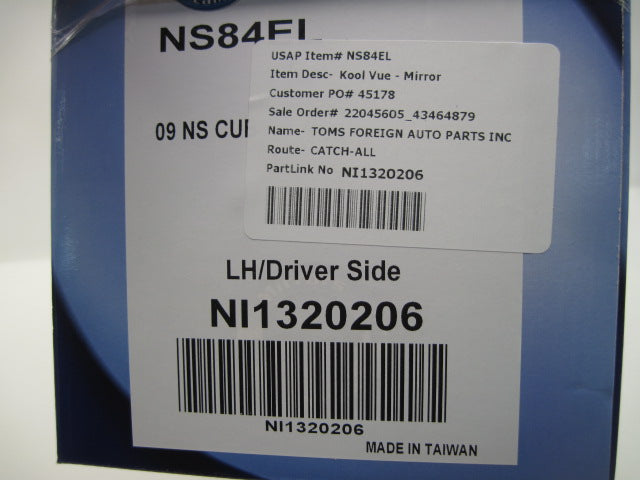 NS84EL
USAP Item# NS84EL
Item Desc- Kool Vue - Mirror
Customer PO# 45178
Sale Order# 22045605_43464879
Name- TOMS FOREIGN AUTO PARTS INC
Route- CATCH-ALL
PartLink No NI1320206
09 NS
LH/Driver Side
NI1320206
NI1320206
MADE IN TAIWAN